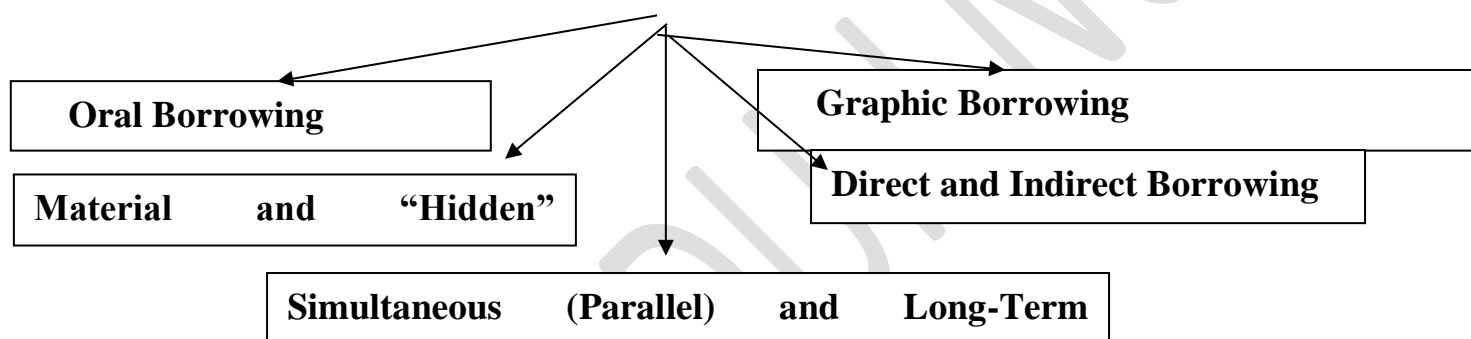 Oral Borrowing
Graphic Borrowing
Material and “Hidden”
Direct and Indirect Borrowing
Simultaneous (Parallel) and Long-Term